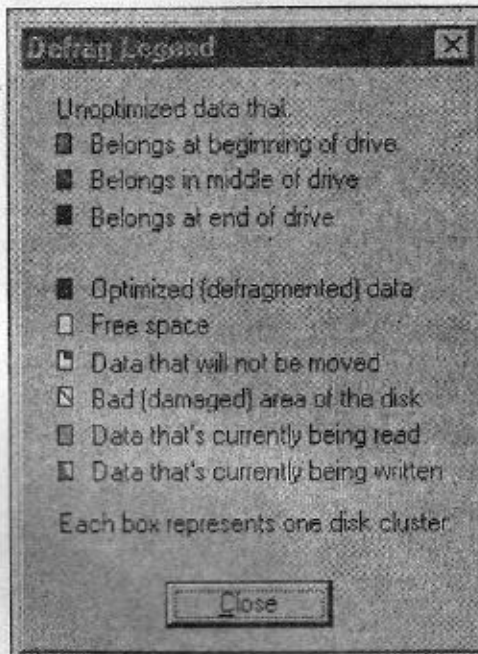 Defrag Legend
Unoptimized data that:
Belongs at beginning of drive
Belongs in middle of drive
Belongs at end of drive
Optimized (defragmented) data
Free space
Data that will not be moved
Bad (damaged) area of the disk
Data that's currently being read
Data that's currently being written
Each box represents one disk cluster.
Close